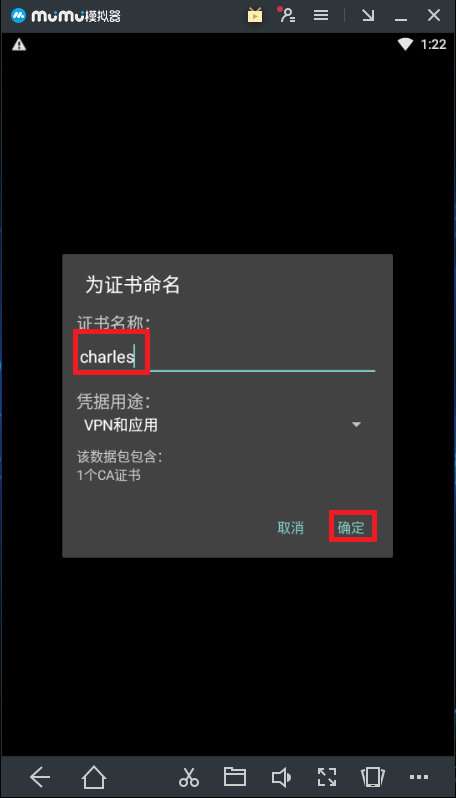 mumu模拟器
1:22
为证书命名
证书名称：
charles
凭据用途：
VPN和应用
该数据包包含：
1个CA证书
取消
确定